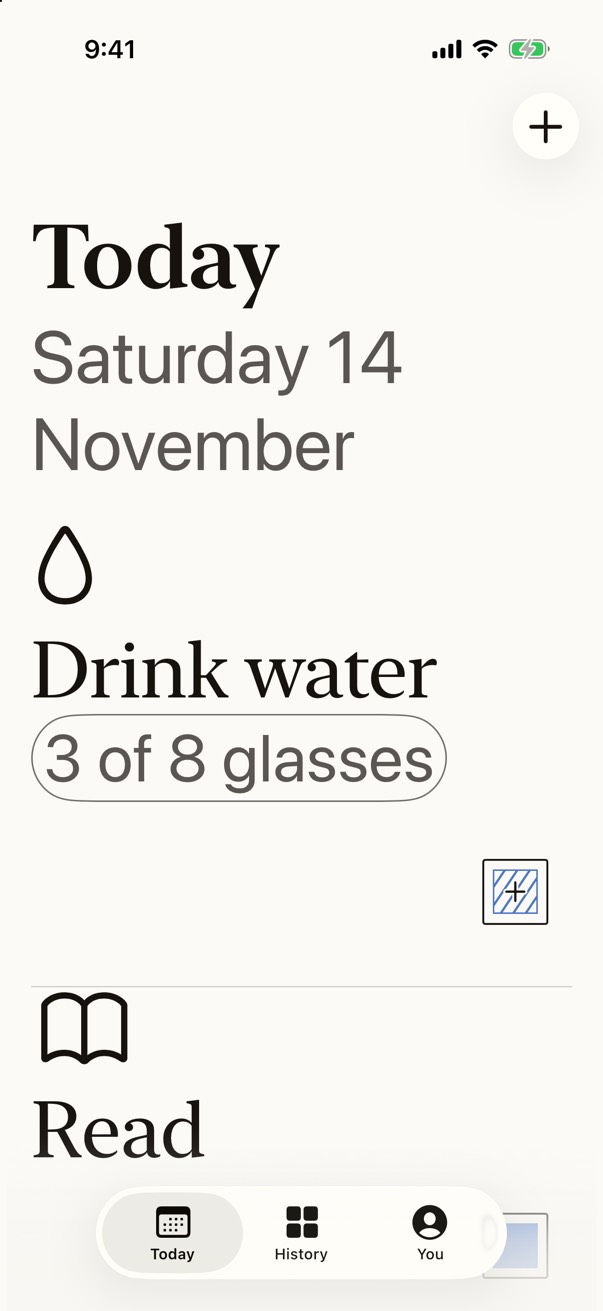 9:41
Today
Saturday 14
November
Drink water
3 of 8 glasses
Read
Today
History
You